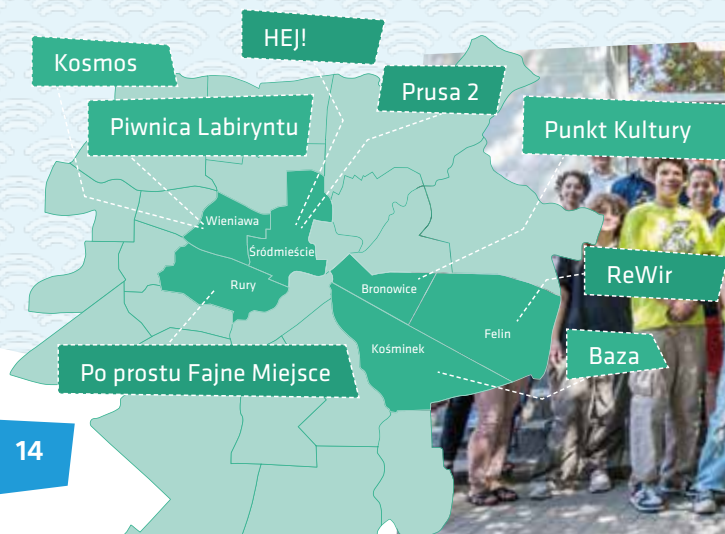 HEJ!
Kosmos
Prusa 2
Piwnica Labiryntu
Punkt Kultury
Wieniawa
Śródmieście
ReWir
Rury
Bronowice
Felin
Kośminek
Baza
Po prostu Fajne Miejsce
14